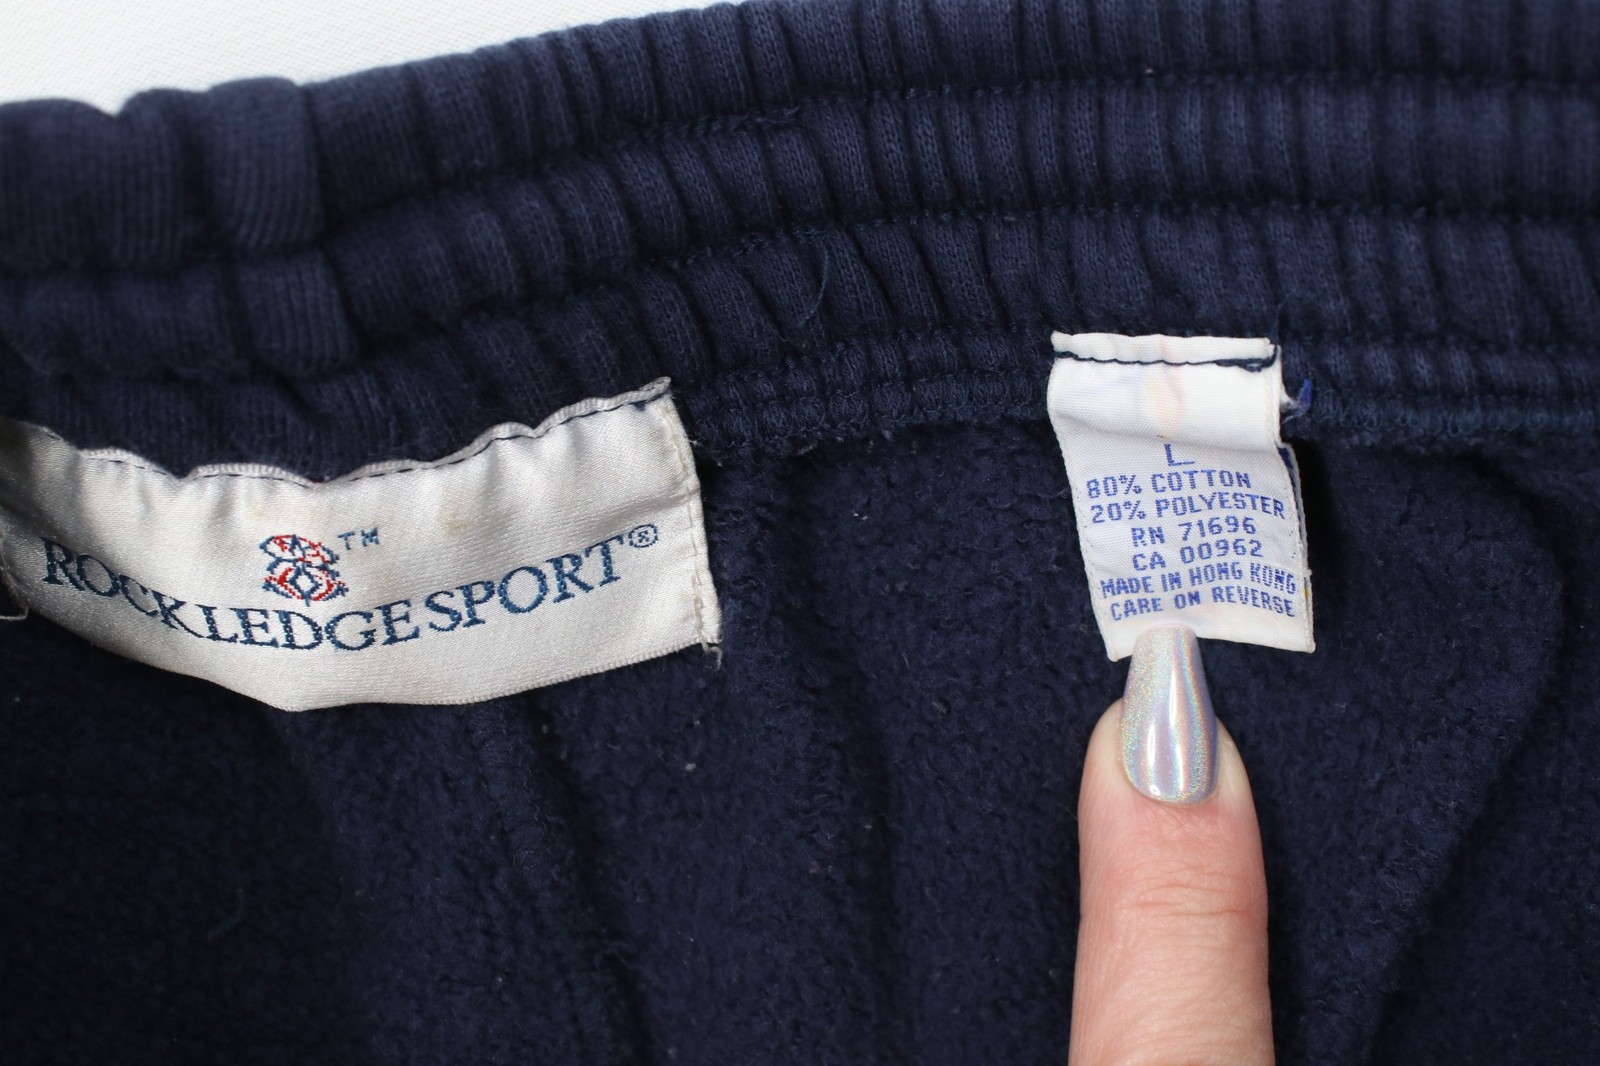 TM
ROCKLEDGE SPORT®
L
80% COTTON
20% POLYESTER
RN 71696
CA 00962
MADE IN HONG KONG
CARE ON REVERSE